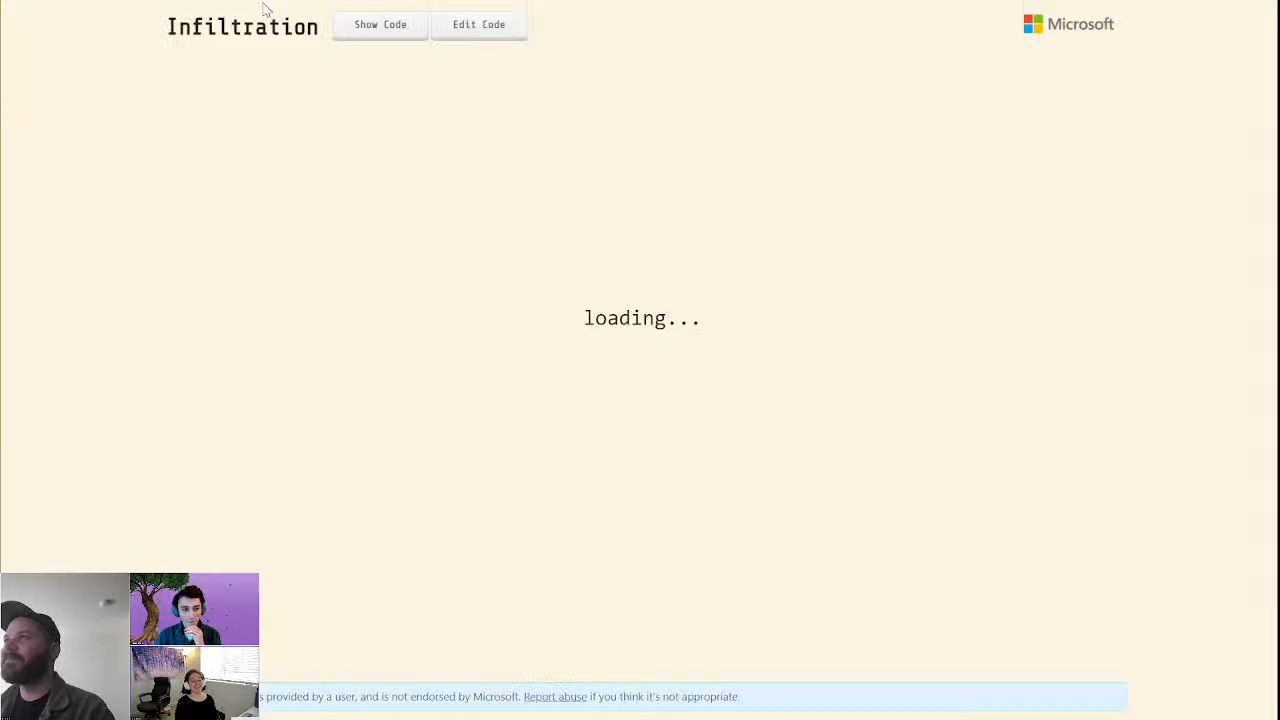 Infiltration
Show Code
Edit Code
Microsoft
loading...
s provided by a user, and is not endorsed by Microsoft. Report abuse if you think it's not appropriate.